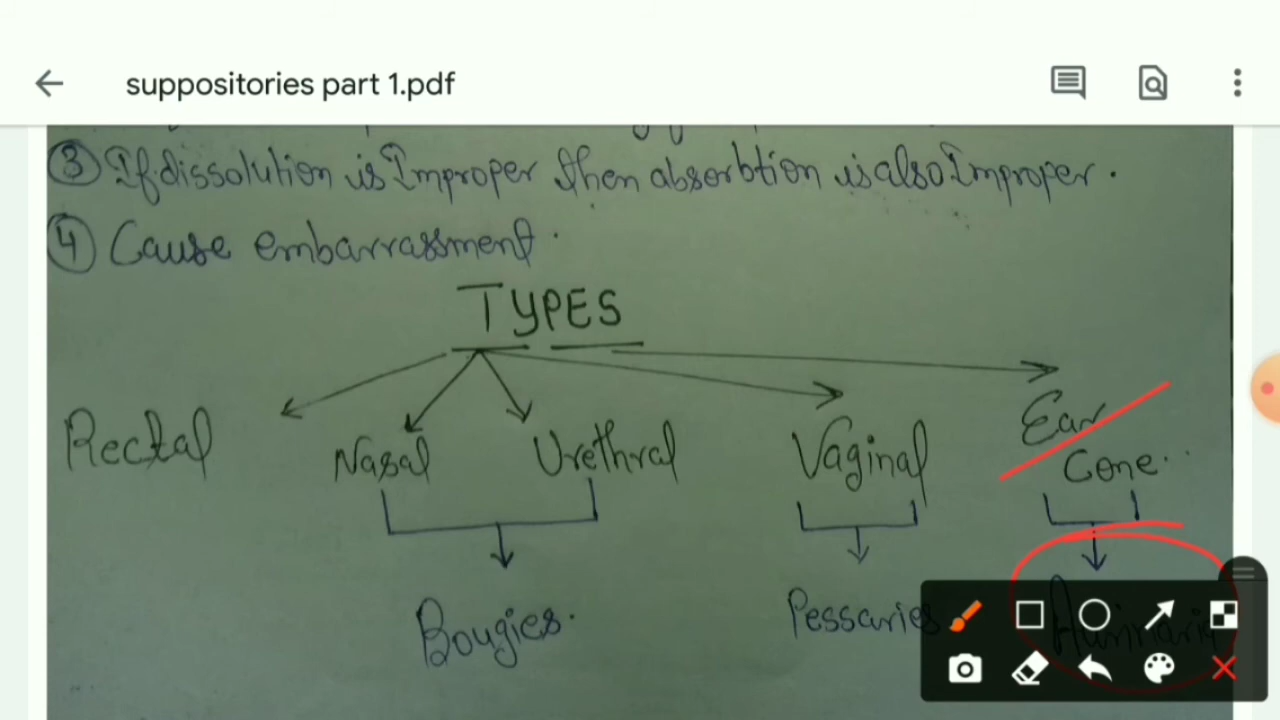 suppositories part 1.pdf
③ If dissolution is Improper then absorbtion is also Improper.
④ Cause embarrassment.
TYPES
Rectal Nasal Urethral Vaginal Ear Cone
Bougies. Pessaries